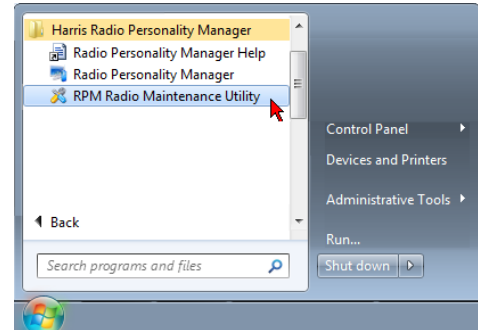 Harris Radio Personality Manager
Radio Personality Manager Help
Radio Personality Manager
RPM Radio Maintenance Utility
Back
Search programs and files
Control Panel
Devices and Printers
Administrative Tools
Run...
Shut down